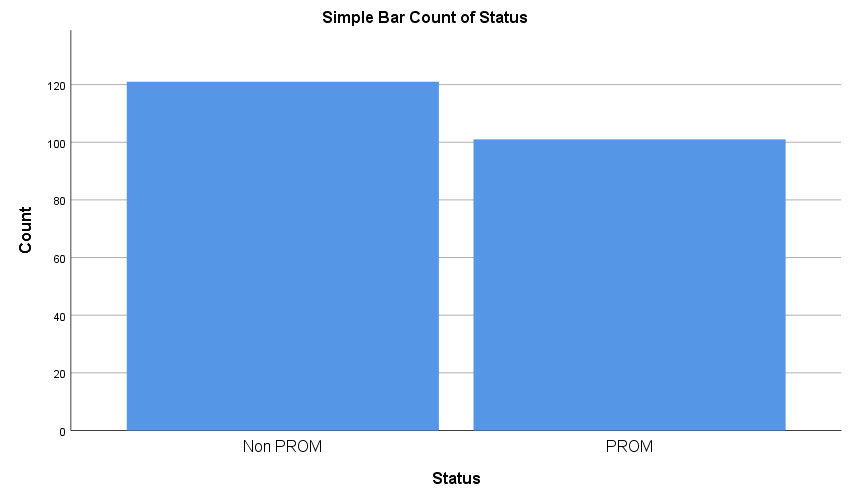 Simple Bar Count of Status
Count
120
100
80
60
40
20
0
Non PROM
PROM
Status